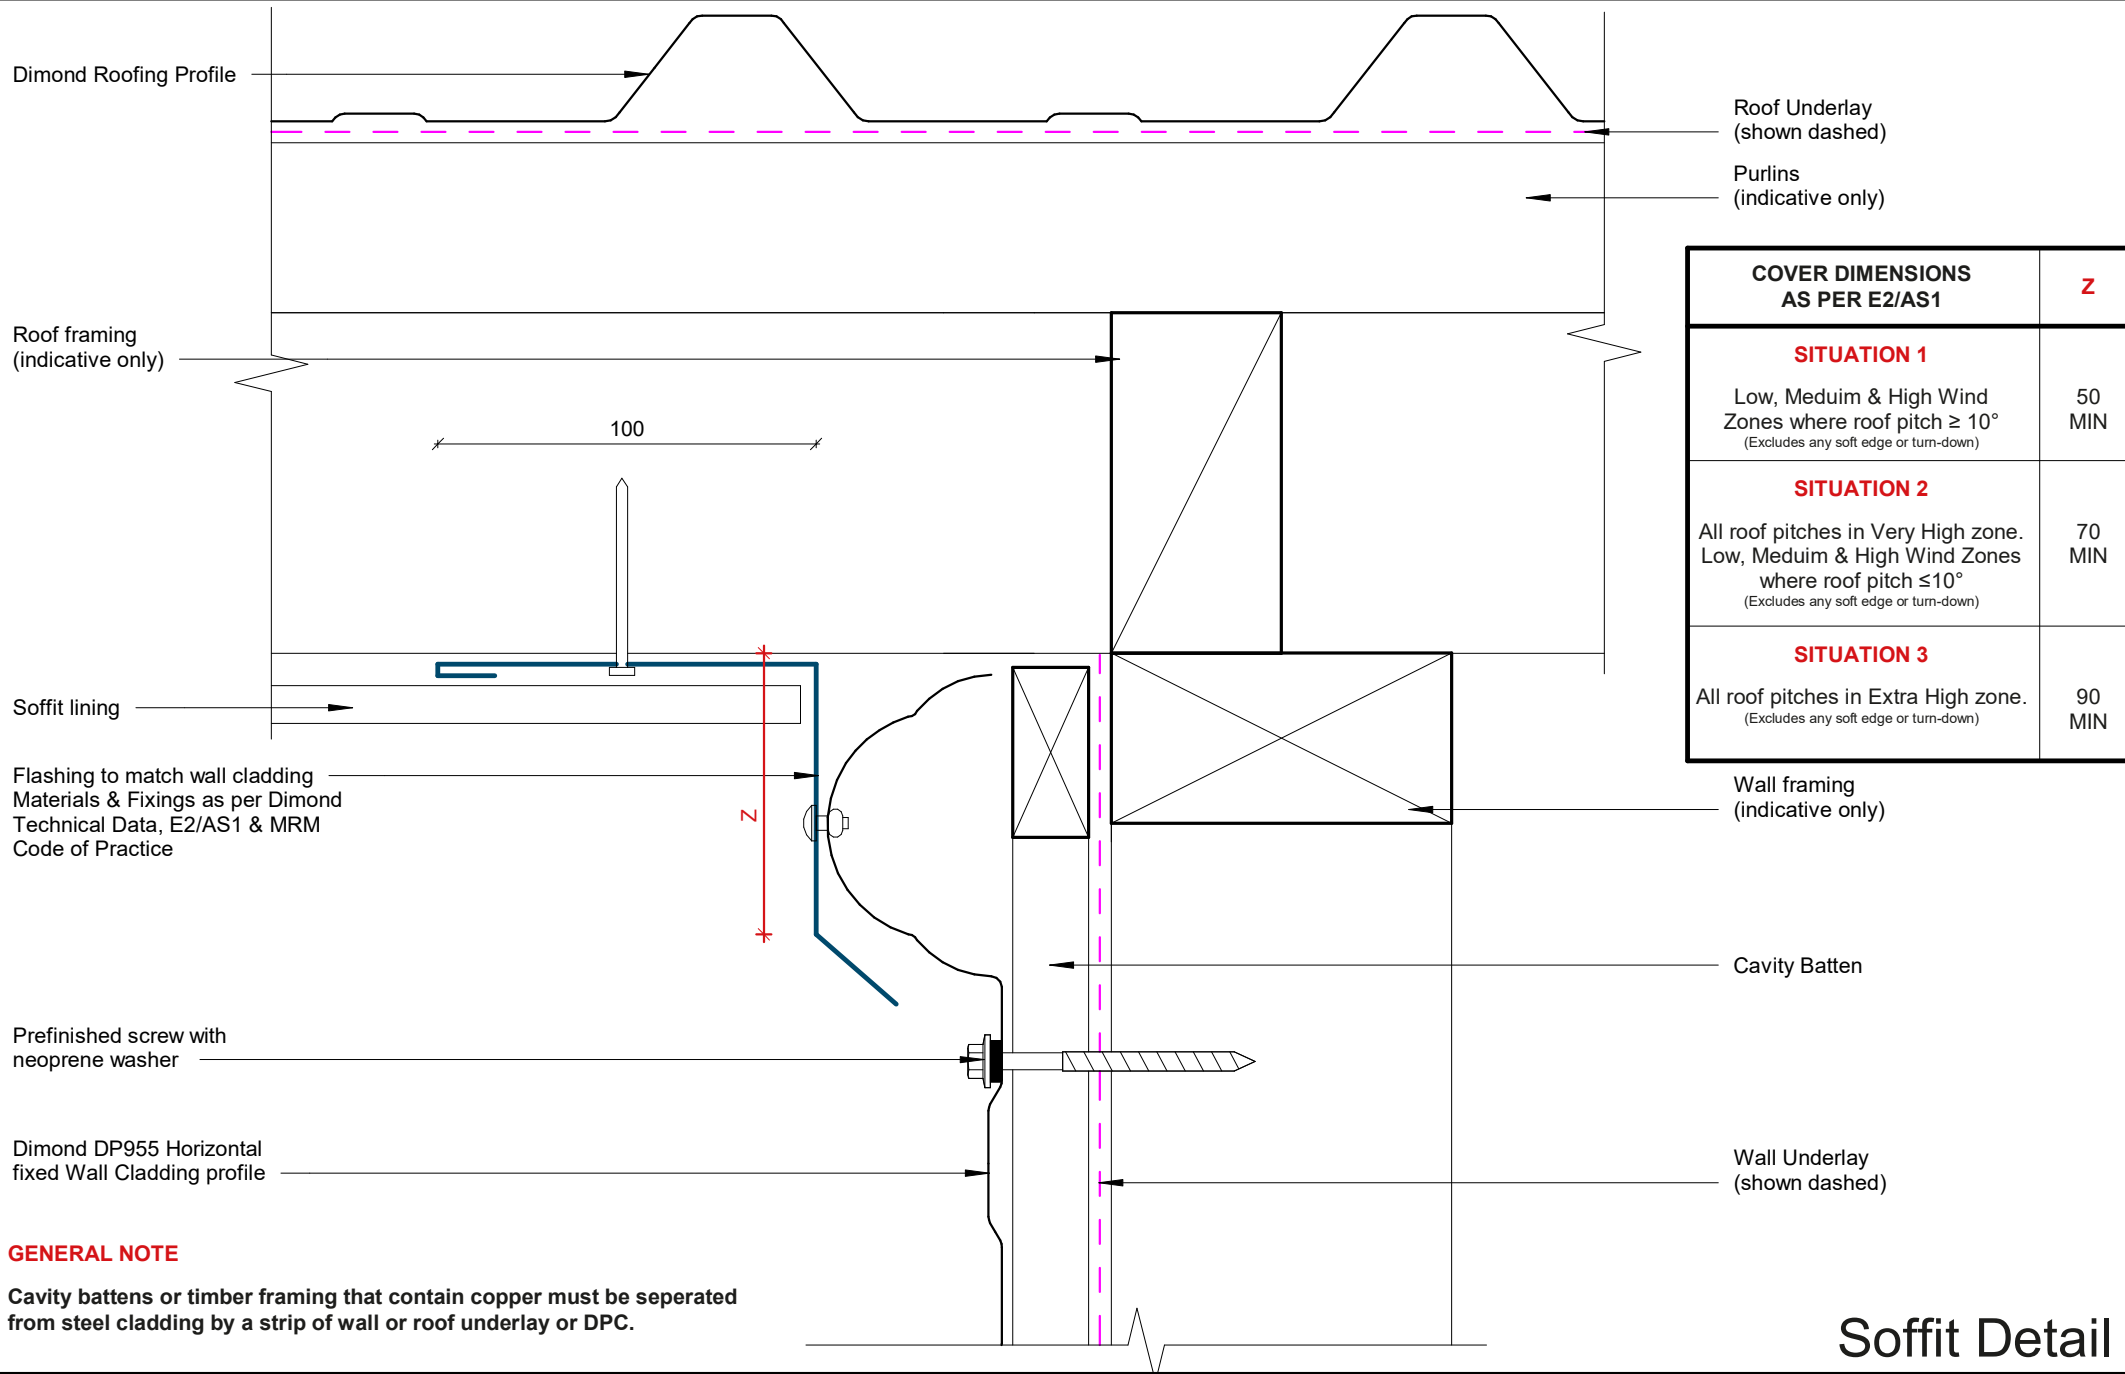 Dimond Roofing Profile
Roof Underlay
(shown dashed)
Purlins
(indicative only)
COVER DIMENSIONS
AS PER E2/AS1
Z
SITUATION 1
Low, Meduim & High Wind
Zones where roof pitch ≥ 10°
(Excludes any soft edge or turn-down)
50
MIN
SITUATION 2
All roof pitches in Very High zone.
Low, Meduim & High Wind Zones
where roof pitch ≤10°
(Excludes any soft edge or turn-down)
70
MIN
SITUATION 3
All roof pitches in Extra High zone.
(Excludes any soft edge or turn-down)
90
MIN
Roof framing
(indicative only)
100
Soffit lining
Flashing to match wall cladding
Materials & Fixings as per Dimond
Technical Data, E2/AS1 & MRM
Code of Practice
Z
Wall framing
(indicative only)
Cavity Batten
Prefinished screw with
neoprene washer
Dimond DP955 Horizontal
fixed Wall Cladding profile
Wall Underlay
(shown dashed)
GENERAL NOTE
Cavity battens or timber framing that contain copper must be seperated
from steel cladding by a strip of wall or roof underlay or DPC.
Soffit Detail